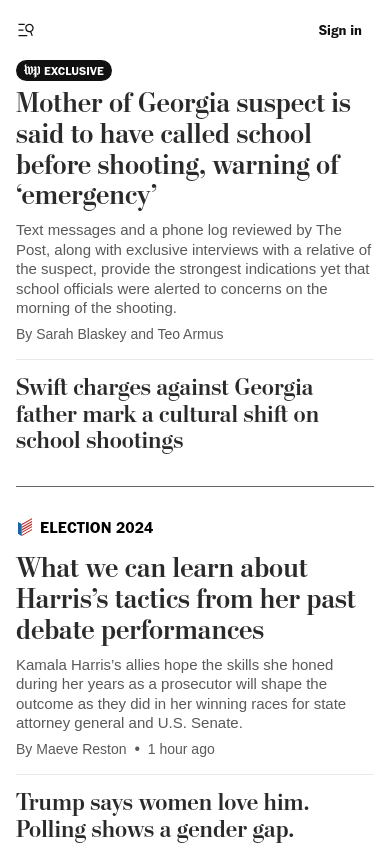 Sign in
wp EXCLUSIVE
Mother of Georgia suspect is
said to have called school
before shooting, warning of
‘emergency’
Text messages and a phone log reviewed by The
Post, along with exclusive interviews with a relative of
the suspect, provide the strongest indications yet that
school officials were alerted to concerns on the
morning of the shooting.
By Sarah Blaskey and Teo Armus
Swift charges against Georgia
father mark a cultural shift on
school shootings
ELECTION 2024
What we can learn about
Harris’s tactics from her past
debate performances
Kamala Harris’s allies hope the skills she honed
during her years as a prosecutor will shape the
outcome as they did in her winning races for state
attorney general and U.S. Senate.
By Maeve Reston • 1 hour ago
Trump says women love him.
Polling shows a gender gap.